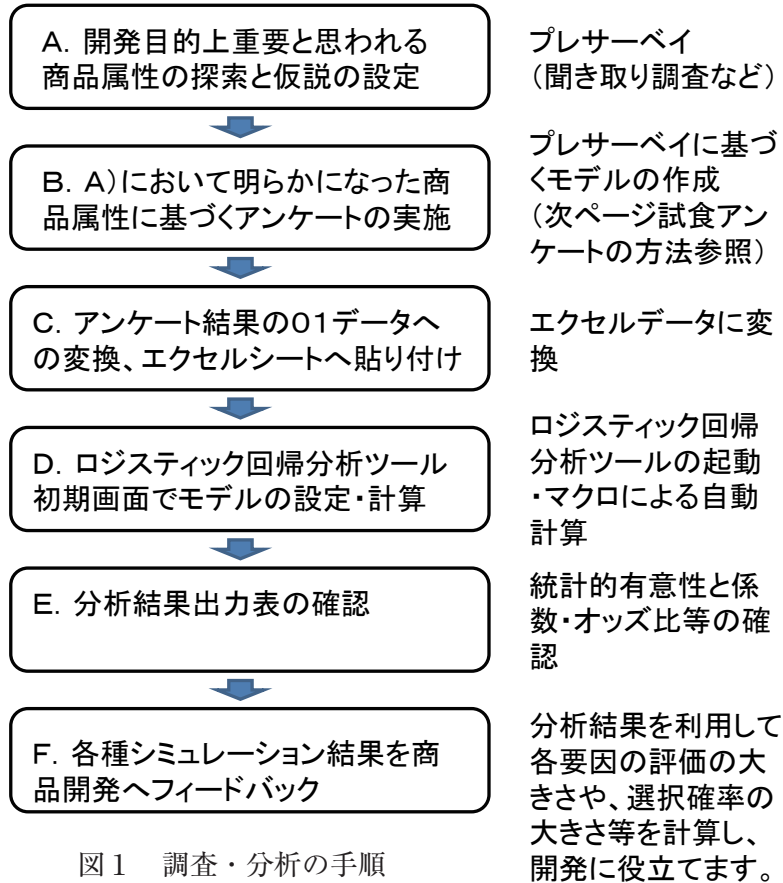 A．開発目的上重要と思われる
商品属性の探索と仮説の設定
プレサーベイ
（聞き取り調査など）
B．A）において明らかになった商
品属性に基づくアンケートの実施
プレサーベイに基づ
くモデルの作成
（次ページ試食アン
ケートの方法参照）
C．アンケート結果の０１データへ
の変換、エクセルシートへ貼り付け
エクセルデータに変
換
D．ロジスティック回帰分析ツール
初期画面でモデルの設定・計算
ロジスティック回帰
分析ツールの起動
・マクロによる自動
計算
E．分析結果出力表の確認
統計的有意性と係
数・オッズ比等の確
認
F．各種シミュレーション結果を商
品開発へフィードバック
分析結果を利用して
各要因の評価の大
きさや、選択確率の
大きさ等を計算し、
開発に役立てます。
図１　調査・分析の手順